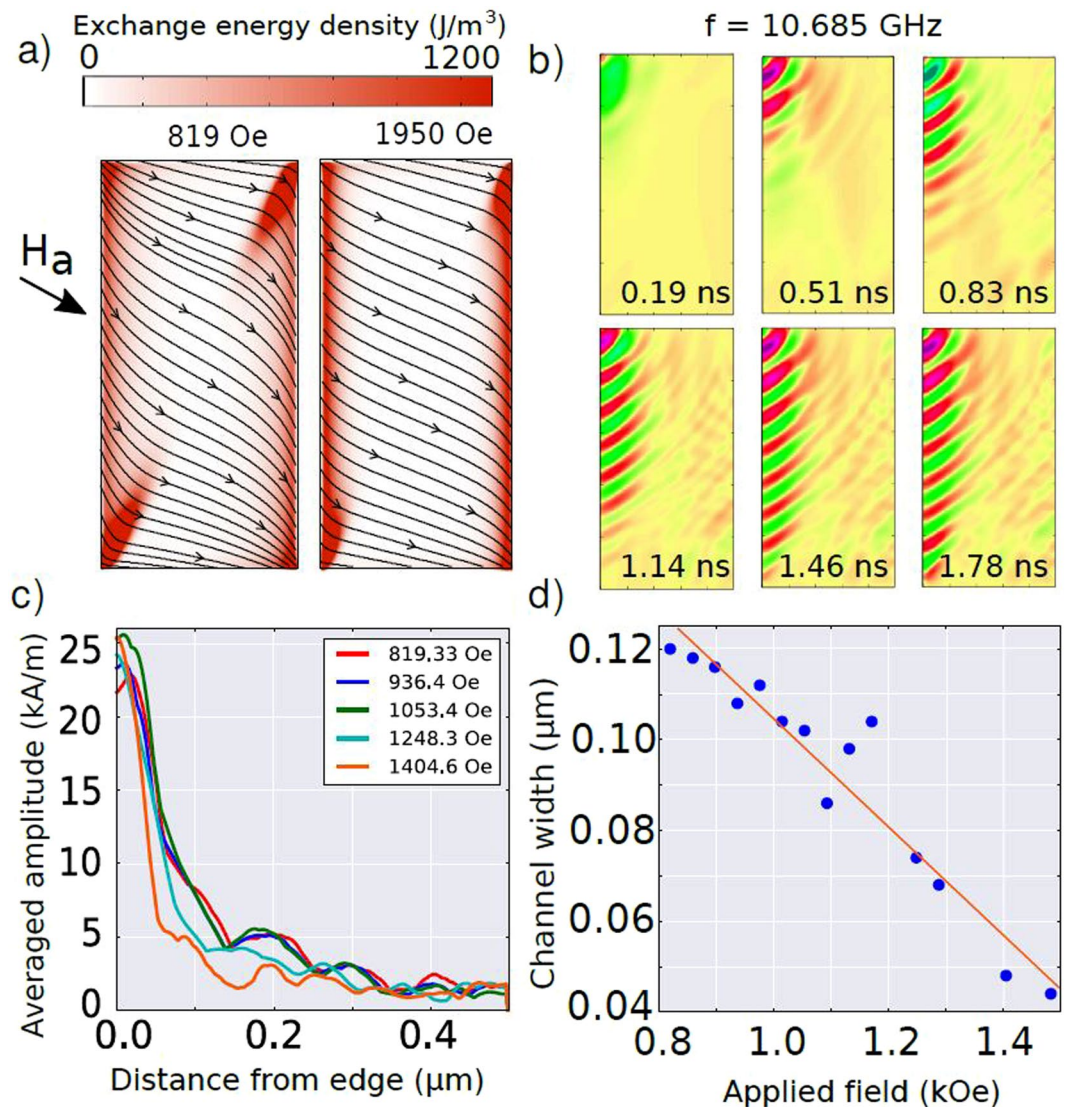 a)
Exchange energy density (J/m³)
0 1200
819 Oe 1950 Oe
Hₐ
b)
f = 10.685 GHz
0.19 ns 0.51 ns 0.83 ns
1.14 ns 1.46 ns 1.78 ns
c)
Averaged amplitude (kA/m)
25
20
15
10
5
0
0.0 0.2 0.4
Distance from edge (μm)
819.33 Oe
936.4 Oe
1053.4 Oe
1248.3 Oe
1404.6 Oe
d)
Channel width (μm)
0.12
0.10
0.08
0.06
0.04
0.8 1.0 1.2 1.4
Applied field (kOe)